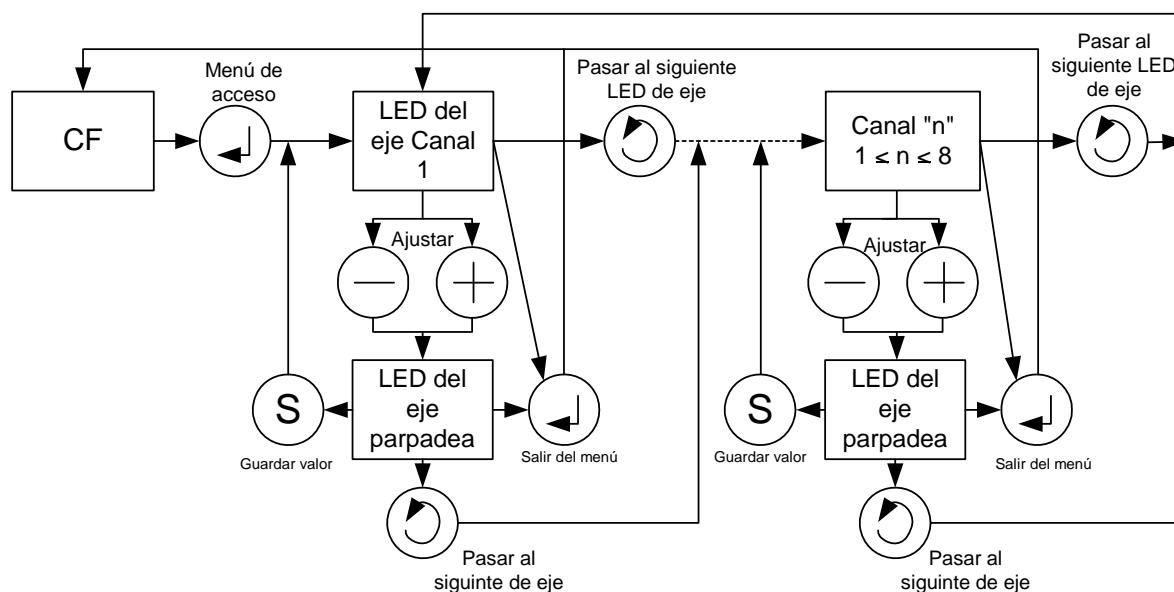 CF
Menú de
acceso
LED del
eje Canal
1
Pasar al siguiente
LED de eje
Canal "n"
1 ≤ n ≤ 8
Pasar al
siguiente LED
de eje
Ajustar
Ajustar
S
Guardar valor
LED del
eje
parpadea
Salir del menú
S
Guardar valor
LED del
eje
parpadea
Salir del menú
Pasar al
siguinte de eje
Pasar al
siguinte de eje